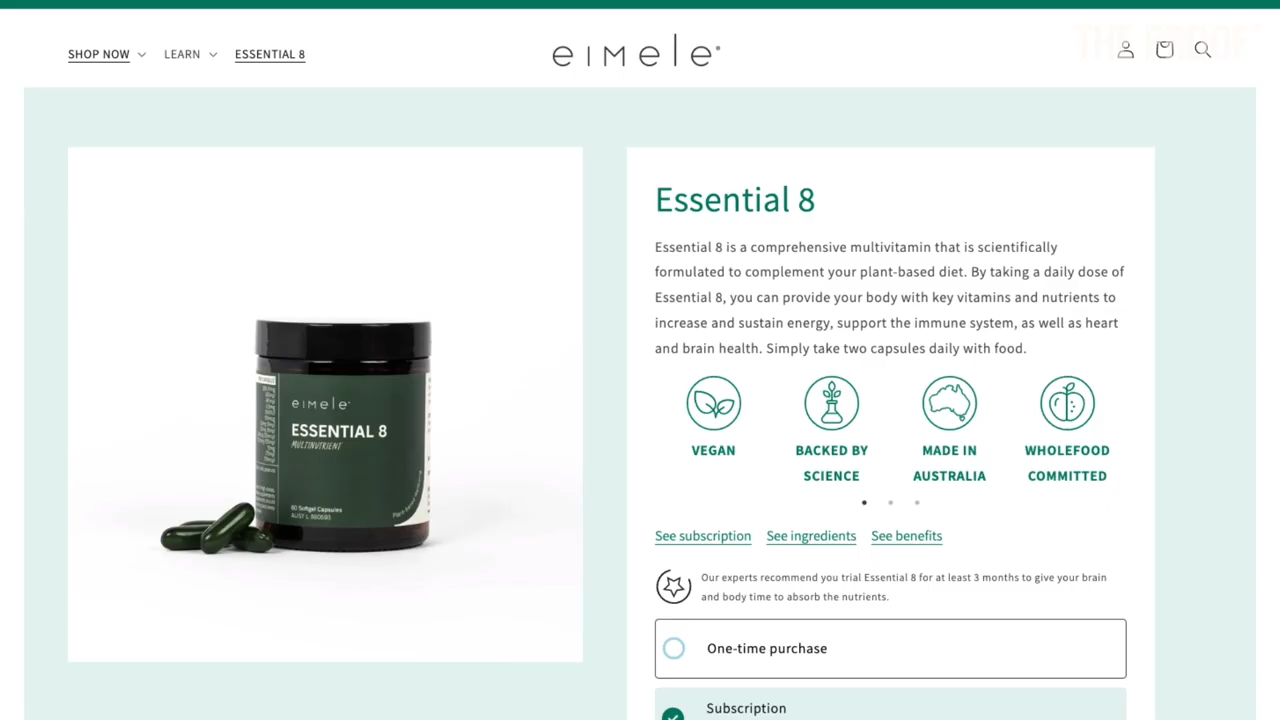 SHOP NOW
LEARN
ESSENTIAL 8
eimele
THE PROOF
Essential 8
Essential 8 is a comprehensive multivitamin that is scientifically
formulated to complement your plant-based diet. By taking a daily dose of
Essential 8, you can provide your body with key vitamins and nutrients to
increase and sustain energy, support the immune system, as well as heart
and brain health. Simply take two capsules daily with food.
VEGAN
BACKED BY
SCIENCE
MADE IN
AUSTRALIA
WHOLEFOOD
COMMITTED
See subscription
See ingredients
See benefits
Our experts recommend you trial Essential 8 for at least 3 months to give your brain
and body time to absorb the nutrients.
One-time purchase
Subscription
eimele
ESSENTIAL 8
MULTINUTRIENT
60 Softgel Capsules